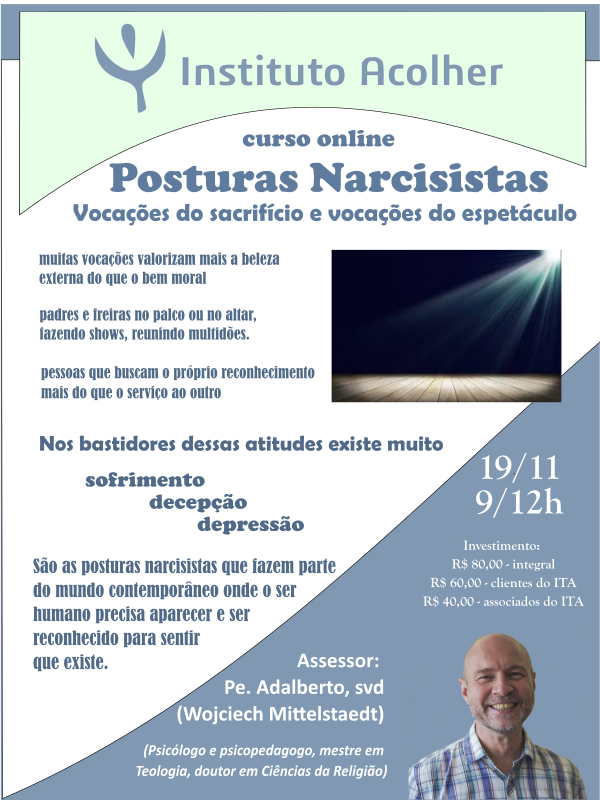 Instituto Acolher
curso online
Posturas Narcisistas
Vocações do sacrifício e vocações do espetáculo
muitas vocações valorizam mais a beleza
externa do que o bem moral
padres e freiras no palco ou no altar,
fazendo shows, reunindo multidões.
pessoas que buscam o próprio reconhecimento
mais do que o serviço ao outro
Nos bastidores dessas atitudes existe muito
sofrimento
decepção
depressão
São as posturas narcisistas que fazem parte
do mundo contemporâneo onde o ser
humano precisa aparecer e ser
reconhecido para sentir
que existe.
19/11
9/12h
Investimento:
R$ 80,00 - integral
R$ 60,00 - clientes do ITA
R$ 40,00 - associados do ITA
Assessor:
Pe. Adalberto, svd
(Wojciech Mittelstaedt)
(Psicólogo e psicopedagogo, mestre em
Teologia, doutor em Ciências da Religião)